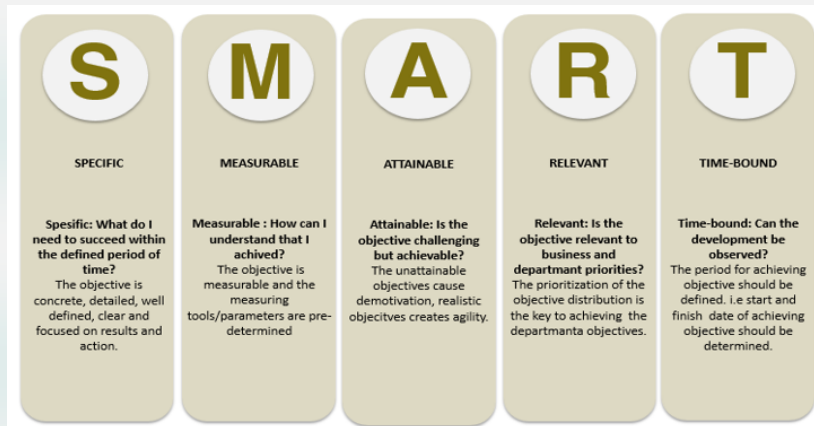 S
SPECIFIC
Spesific: What do I
need to succeed within
the defined period of
time?
The objective is
concrete, detailed, well
defined, clear and
focused on results and
action.
M
MEASURABLE
Measurable : How can I
understand that I
achived?
The objective is
measurable and the
measuring
tools/parameters are pre-
determined
A
ATTAINABLE
Attainable: Is the
objective challenging
but achievable?
The unattainable
objectives cause
demotivation, realistic
objecitves creates agility.
R
RELEVANT
Relevant: Is the
objective relevant to
business and
departmant priorities?
The prioritization of the
objective distribution is
the key to achieving  the
departmanta objectives.
T
TIME-BOUND
Time-bound: Can the
development be
observed?
The period for achieving
objective should be
defined. i.e start and
finish  date of achieving
objective should be
determined.